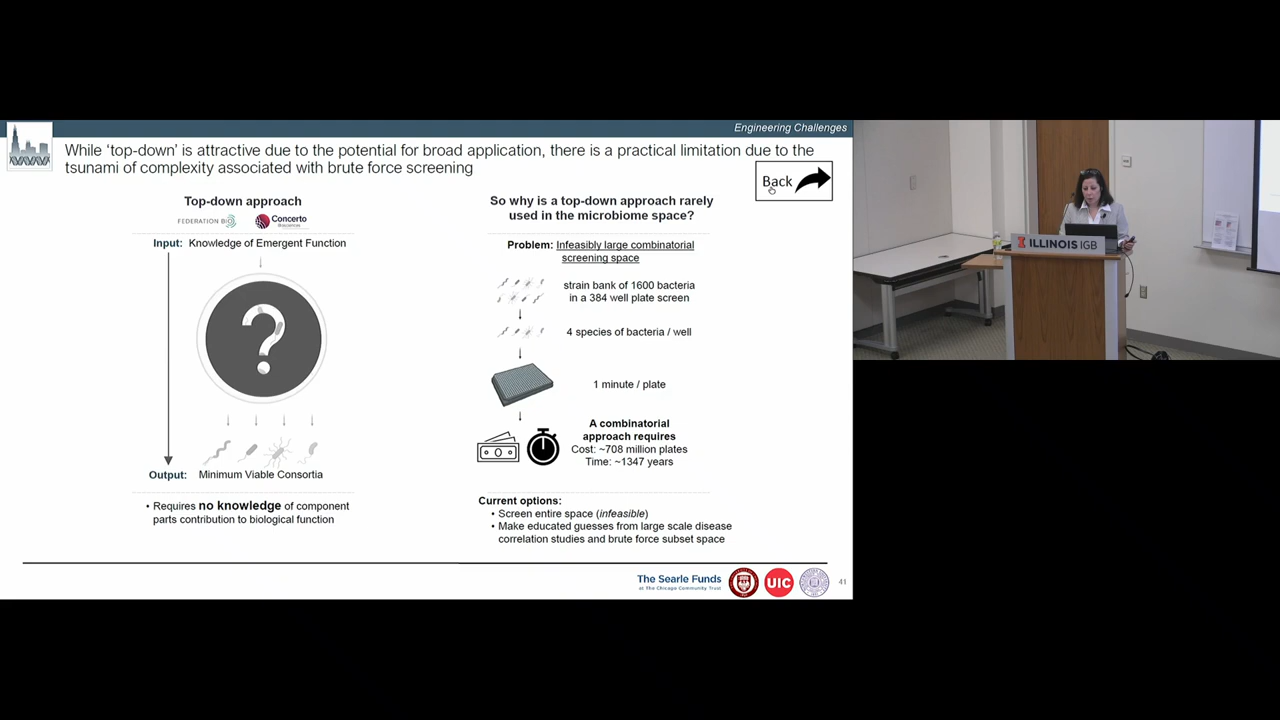 Engineering Challenges
While ‘top-down’ is attractive due to the potential for broad application, there is a practical limitation due to the
tsunami of complexity associated with brute force screening
Back
Top-down approach
FEDERATION BIO
Concerto
Input: Knowledge of Emergent Function
?
Output: Minimum Viable Consortia
• Requires no knowledge of component
parts contribution to biological function
So why is a top-down approach rarely
used in the microbiome space?
Problem: Infeasibly large combinatorial
screening space
strain bank of 1600 bacteria
in a 384 well plate screen
4 species of bacteria / well
1 minute / plate
A combinatorial
approach requires
Cost: ~708 million plates
Time: ~1347 years
Current options:
• Screen entire space (infeasible)
• Make educated guesses from large scale disease
correlation studies and brute force subset space
The Searle Funds
at The Chicago Community Trust
UIC
41
I ILLINOIS IGB